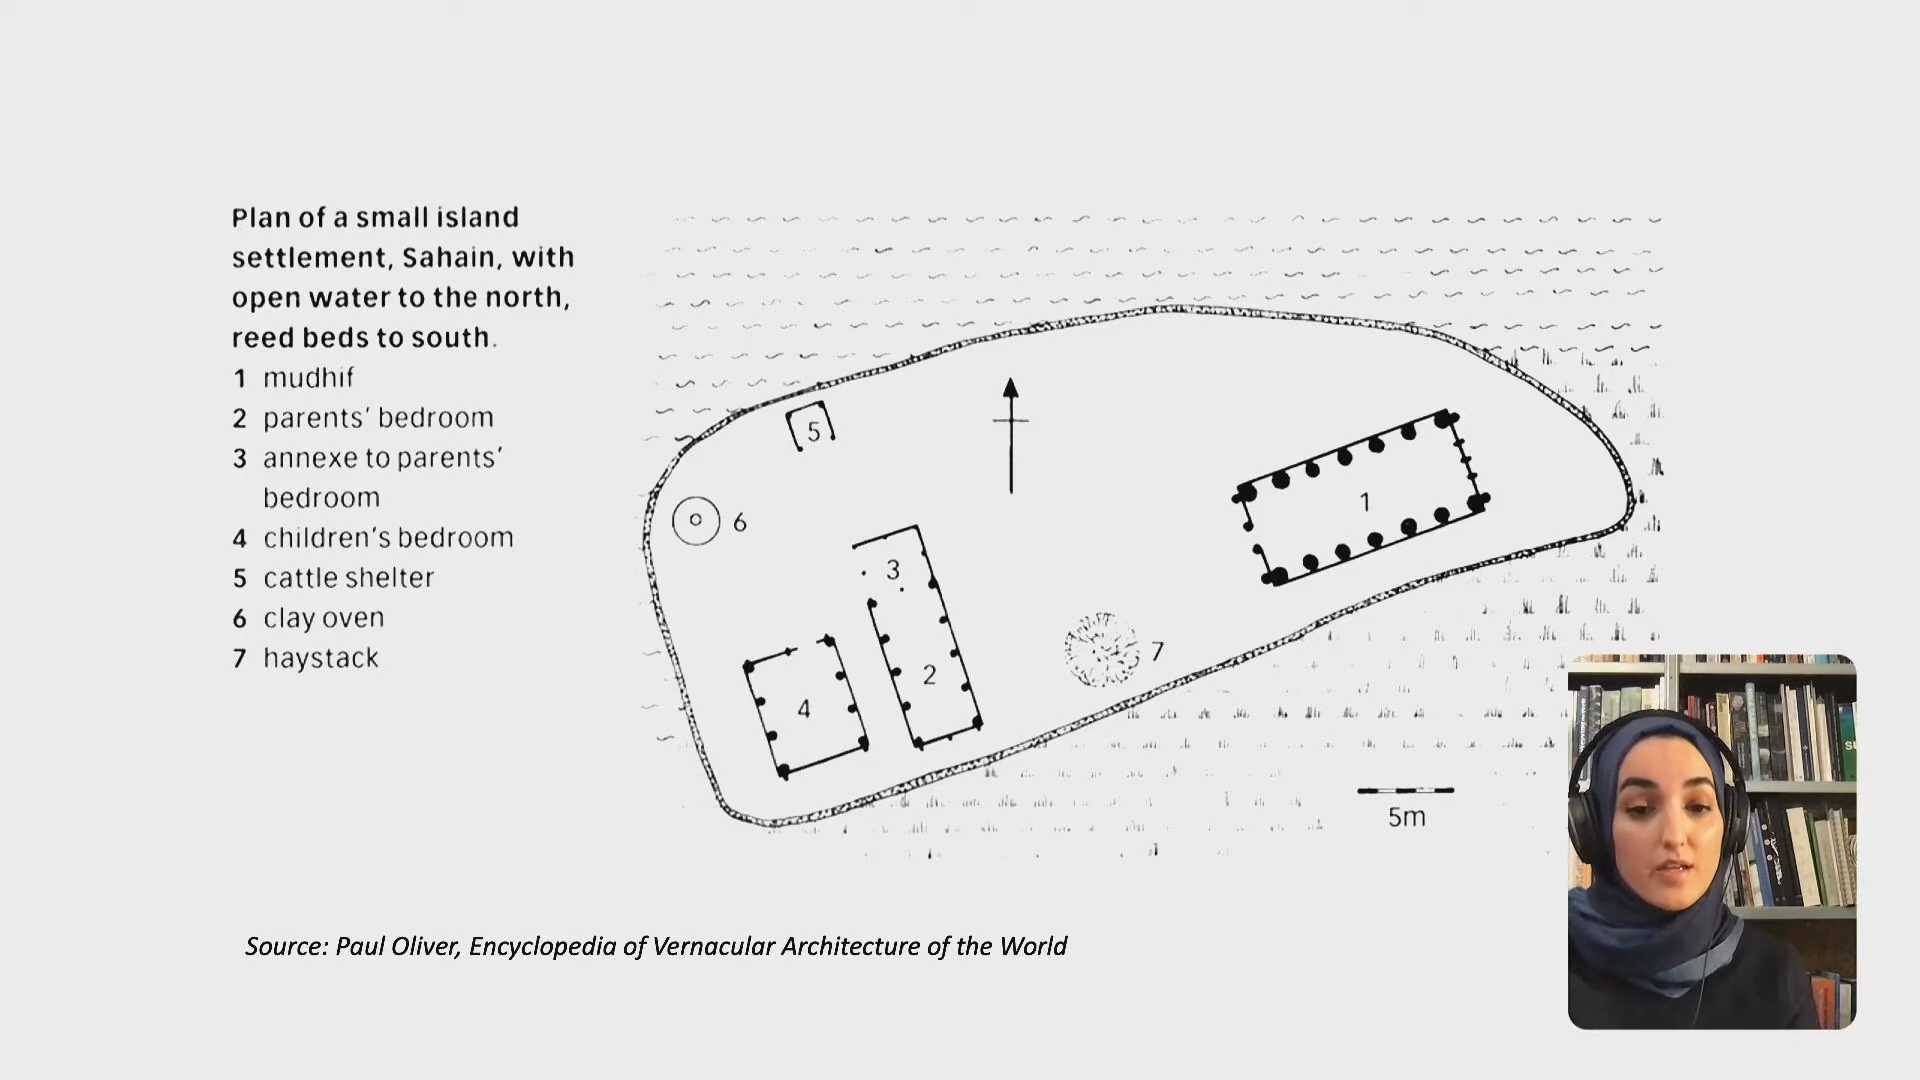 Plan of a small island
settlement, Sahain, with
open water to the north,
reed beds to south.
1 mudhif
2 parents' bedroom
3 annexe to parents'
bedroom
4 children's bedroom
5 cattle shelter
6 clay oven
7 haystack
5
6
1
3
7
2
4
5m
Source: Paul Oliver, Encyclopedia of Vernacular Architecture of the World